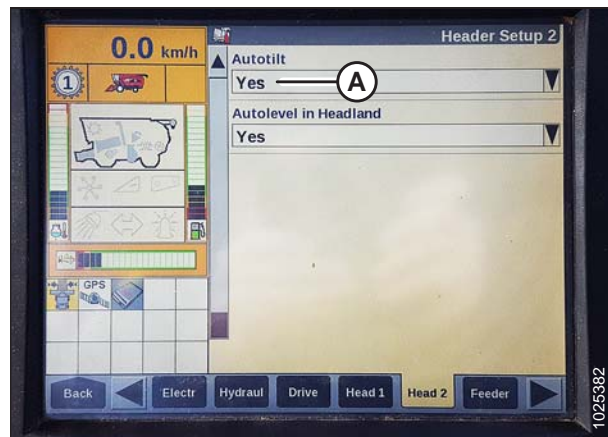 0.0 km/h
Header Setup 2
1
Autotilt
Yes
A
Autolevel in Headland
Yes
GPS
Back
Electr
Hydraul
Drive
Head 1
Head 2
Feeder
1025382